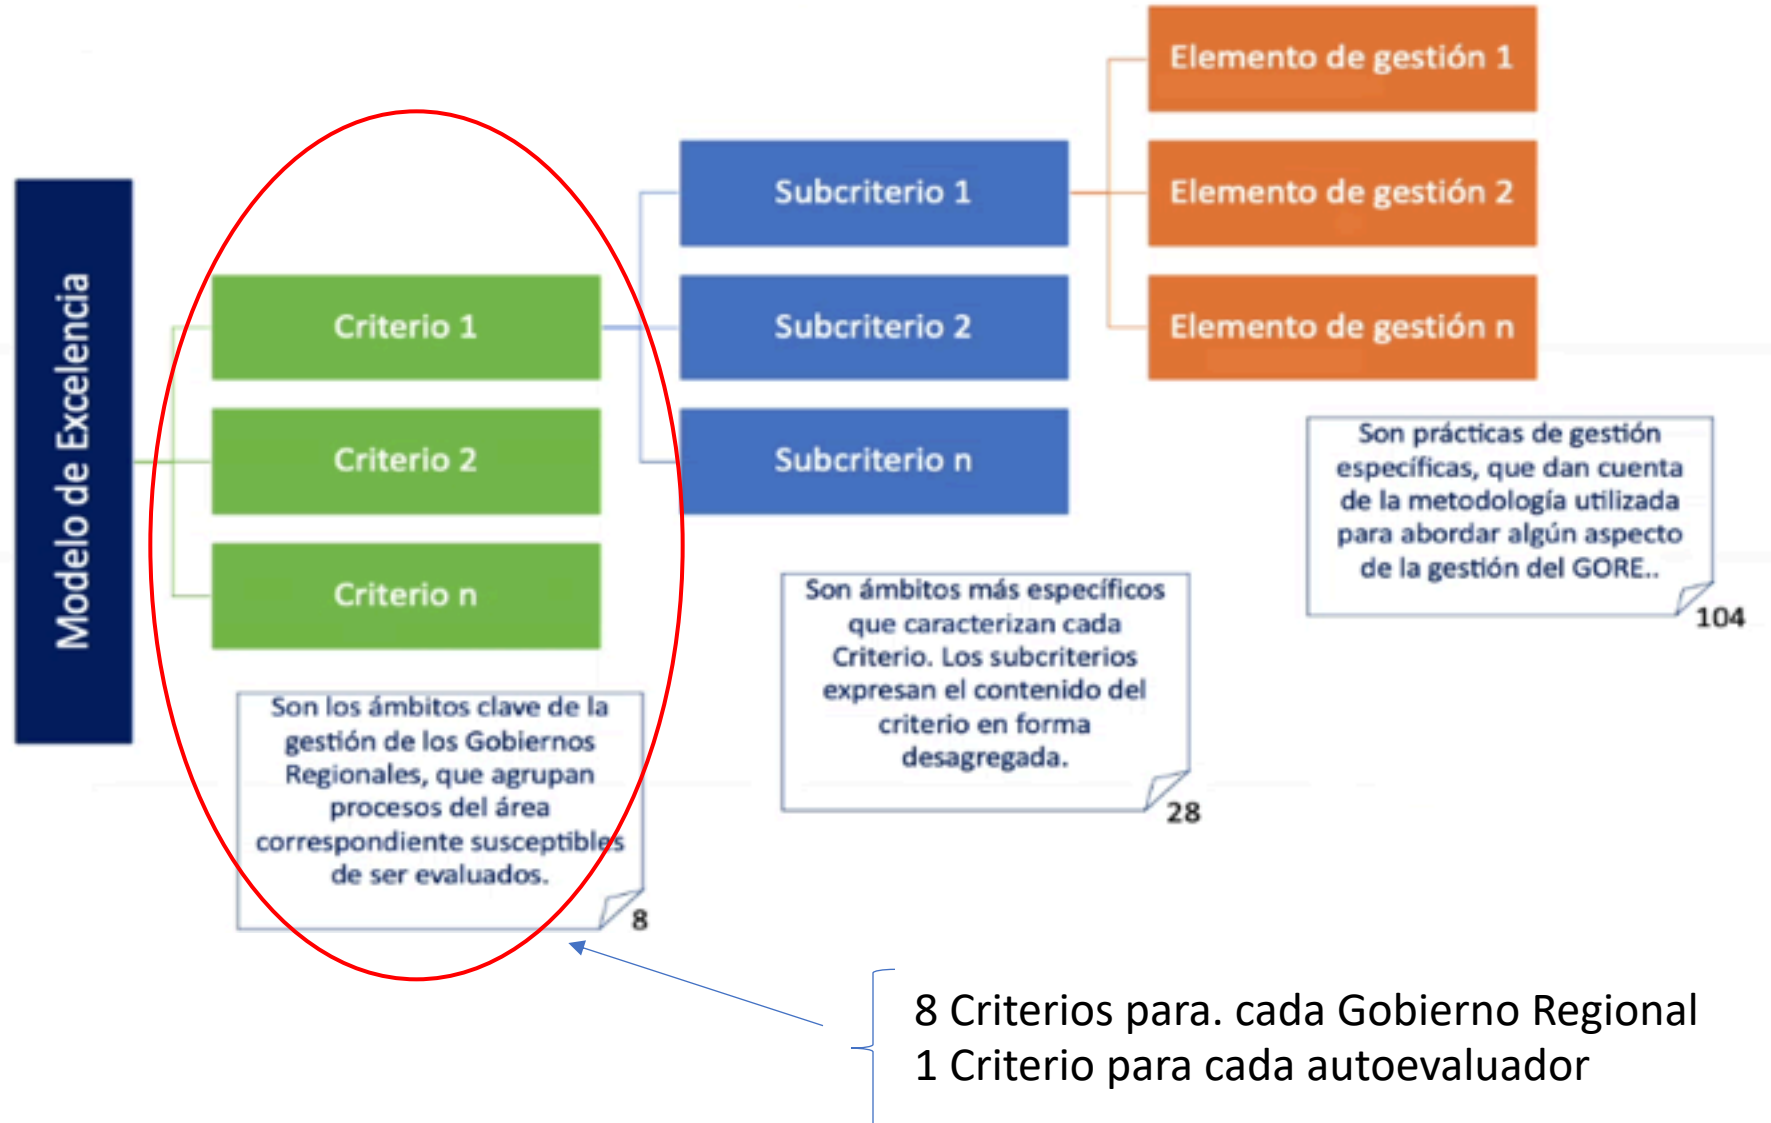 Modelo de Excelencia
Criterio 1
Criterio 2
Criterio n
Son los ámbitos clave de la
gestión de los Gobiernos
Regionales, que agrupan
procesos del área
correspondiente susceptibles
de ser evaluados.
8
Subcriterio 1
Subcriterio 2
Subcriterio n
Son ámbitos más específicos
que caracterizan cada
Criterio. Los subcriterios
expresan el contenido del
criterio en forma
desagregada.
28
Elemento de gestión 1
Elemento de gestión 2
Elemento de gestión n
Son prácticas de gestión
específicas, que dan cuenta
de la metodología utilizada
para abordar algún aspecto
de la gestión del GORE..
104
8 Criterios para. cada Gobierno Regional
1 Criterio para cada autoevaluador